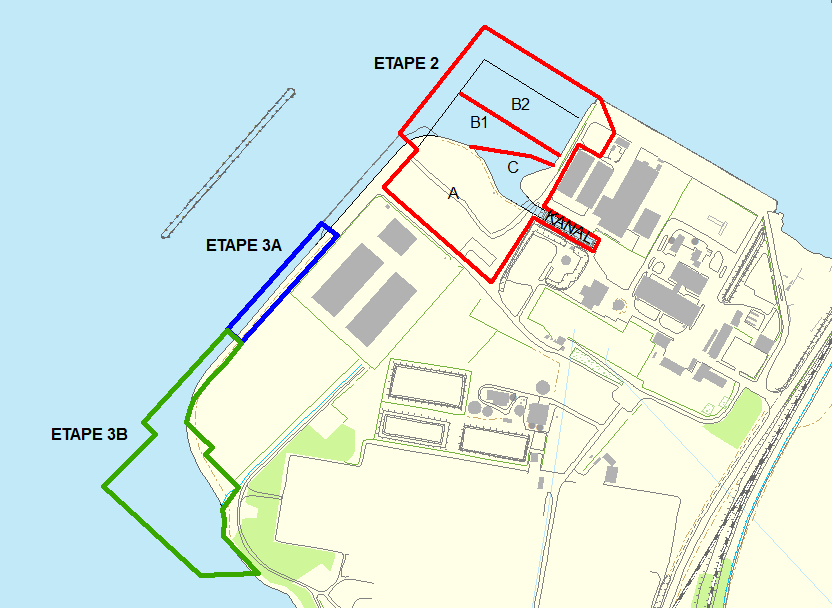 ETAPE 2
B2
B1
C
A
KANAL
ETAPE 3A
ETAPE 3B